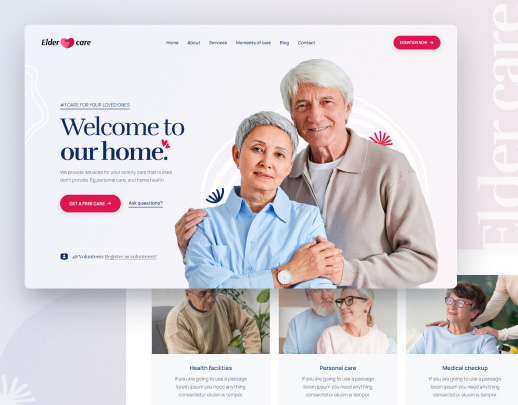 Elder care
Home About Services Moments of care Blog Contact
DONATION NOW →
#1 CARE FOR YOUR LOVED ONES
Welcome to
our home.
We provide services for your elderly care that nurses
don't provide. Eg personal care, and home health.
GET A FREE CARE →
Ask questions?
48 Volunteers Register as volunteers?
Elder care
Health facilities
If you are going to use a passage
lorem ipsum you need anything
consectetur eiusm is tempor.
Personal care
If you are going to use a passage
lorem ipsum you need anything
consectetur eiusm is tempor.
Medical checkup
If you are going to use a passage
lorem ipsum you need anything
consectetur eiusm is tempor.